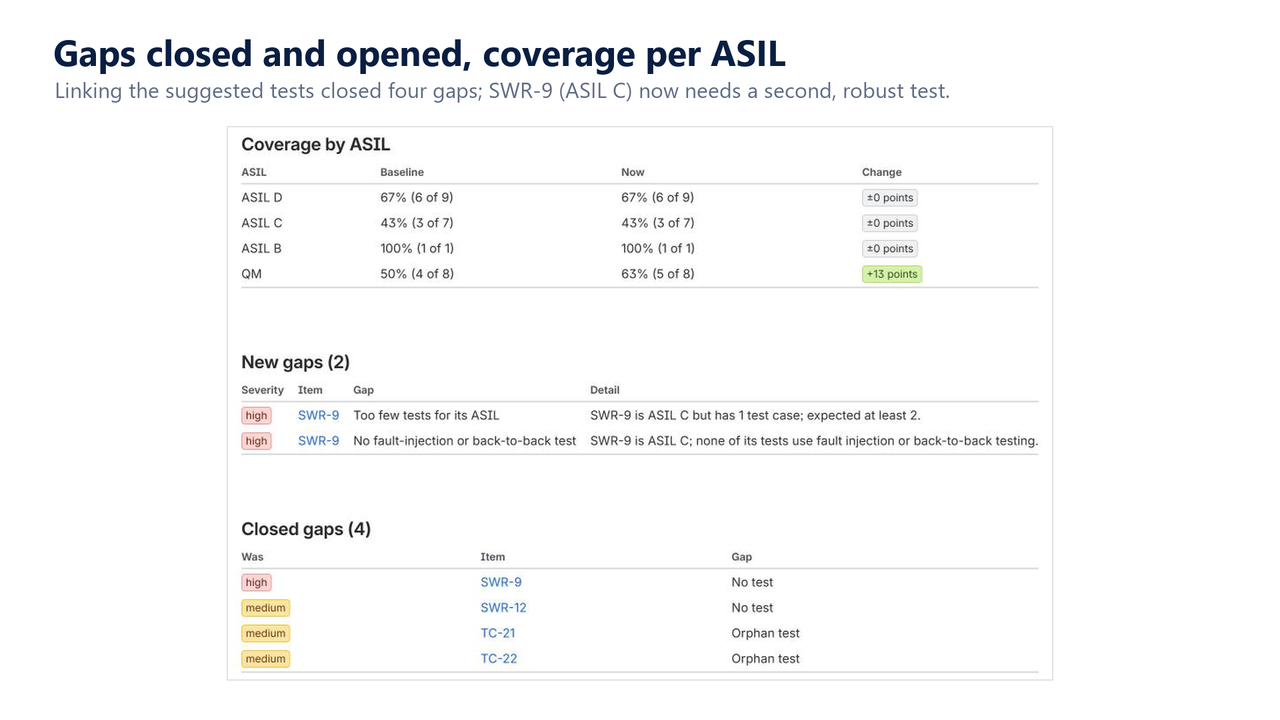 Gaps closed and opened, coverage per ASIL
Linking the suggested tests closed four gaps; SWR-9 (ASIL C) now needs a second, robust test.
Coverage by ASIL
ASIL Baseline Now Change
ASIL D 67% (6 of 9) 67% (6 of 9) ±0 points
ASIL C 43% (3 of 7) 43% (3 of 7) ±0 points
ASIL B 100% (1 of 1) 100% (1 of 1) ±0 points
QM 50% (4 of 8) 63% (5 of 8) +13 points
New gaps (2)
Severity Item Gap Detail
high SWR-9 Too few tests for its ASIL SWR-9 is ASIL C but has 1 test case; expected at least 2.
high SWR-9 No fault-injection or back-to-back test SWR-9 is ASIL C; none of its tests use fault injection or back-to-back testing.
Closed gaps (4)
Was Item Gap
high SWR-9 No test
medium SWR-12 No test
medium TC-21 Orphan test
medium TC-22 Orphan test